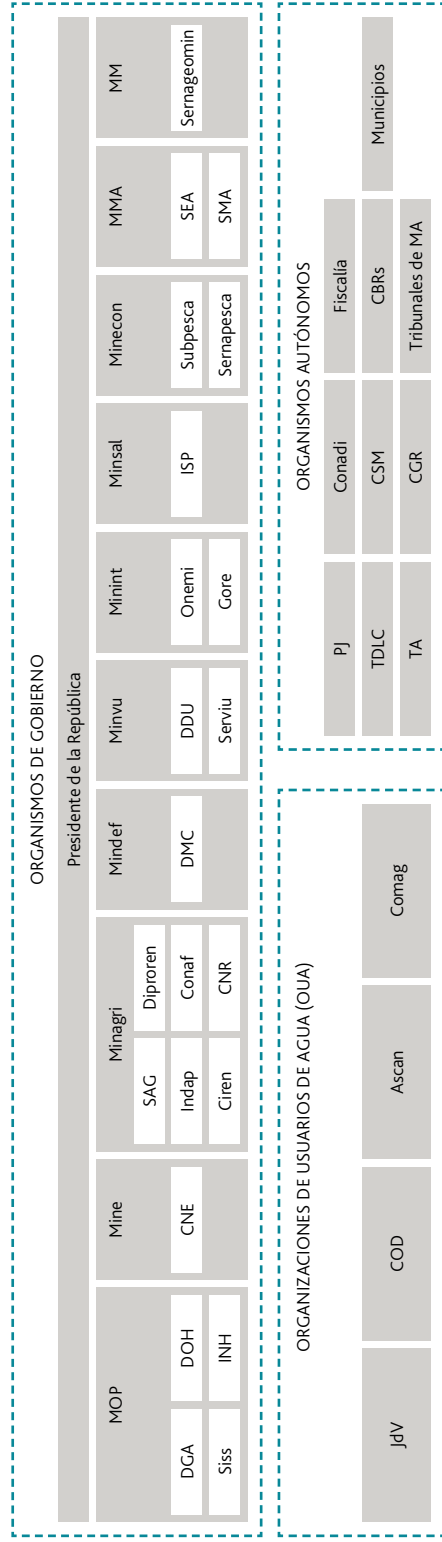 ORGANISMOS DE GOBIERNO
Presidente de la República
MOP
DGA
DOH
Siss
INH
Mine
CNE
Minagri
SAG
Diproren
Indap
Conaf
Ciren
CNR
Mindef
DMC
Minvu
DDU
Serviu
Minint
Onemi
Gore
Minsal
ISP
Minecon
Subpesca
Sernapesca
MMA
SEA
SMA
MM
Sernageomin
ORGANIZACIONES DE USUARIOS DE AGUA (OUA)
JdV
COD
Ascan
Comag
ORGANISMOS AUTÓNOMOS
PJ
Conadi
Fiscalía
TDLC
CSM
CBRs
Municipios
TA
CGR
Tribunales de MA